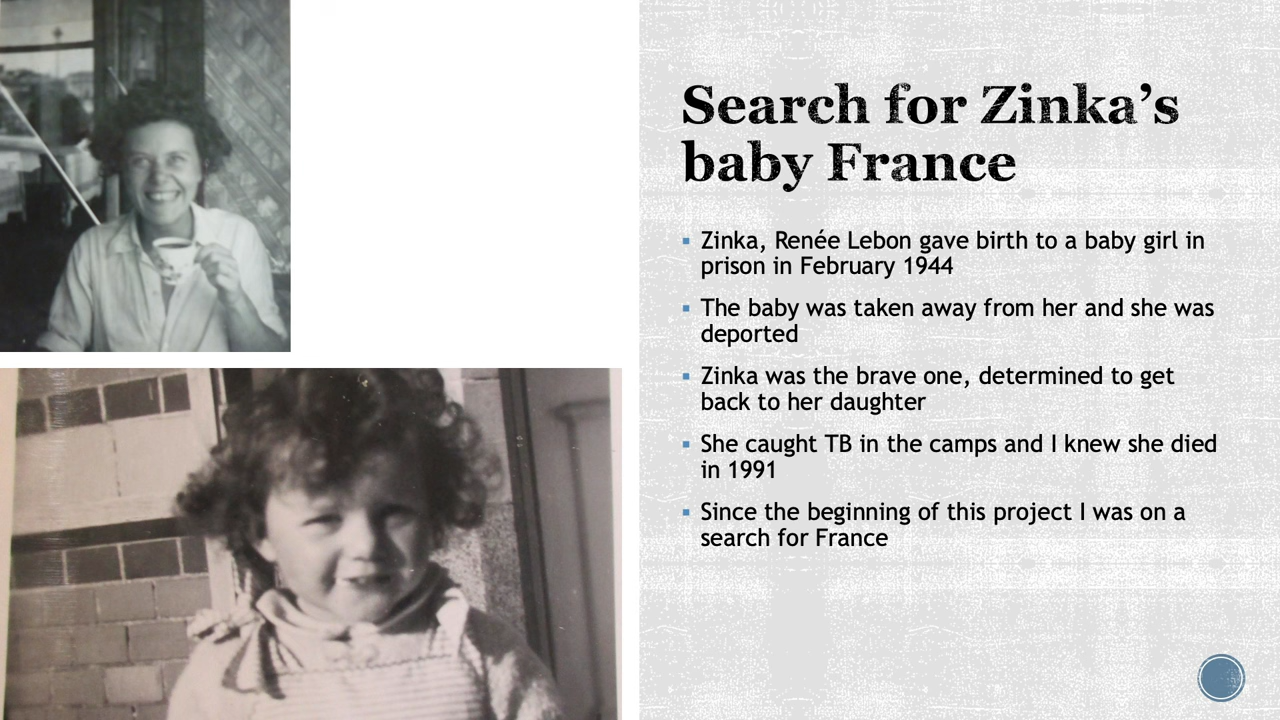 Search for Zinka’s
baby France
▪ Zinka, Renée Lebon gave birth to a baby girl in
prison in February 1944
▪ The baby was taken away from her and she was
deported
▪ Zinka was the brave one, determined to get
back to her daughter
▪ She caught TB in the camps and I knew she died
in 1991
▪ Since the beginning of this project I was on a
search for France